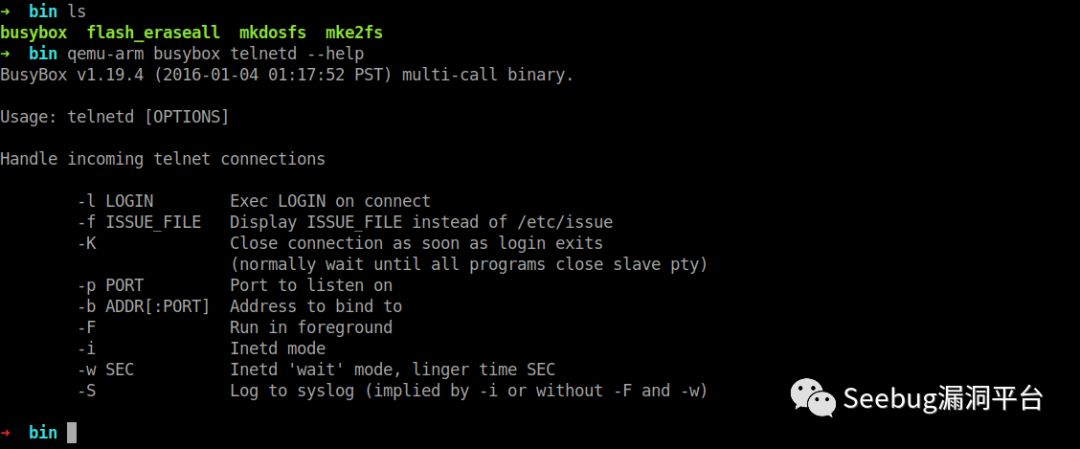 ➜ bin ls
busybox flash_eraseall mkdosfs mke2fs
➜ bin qemu-arm busybox telnetd --help
BusyBox v1.19.4 (2016-01-04 01:17:52 PST) multi-call binary.
Usage: telnetd [OPTIONS]
Handle incoming telnet connections
-l LOGIN Exec LOGIN on connect
-f ISSUE_FILE Display ISSUE_FILE instead of /etc/issue
-K Close connection as soon as login exits
(normally wait until all programs close slave pty)
-p PORT Port to listen on
-b ADDR[:PORT] Address to bind to
-F Run in foreground
-i Inetd mode
-w SEC Inetd 'wait' mode, linger time SEC
-S Log to syslog (implied by -i or without -F and -w)
Seebug漏洞平台
➜ bin